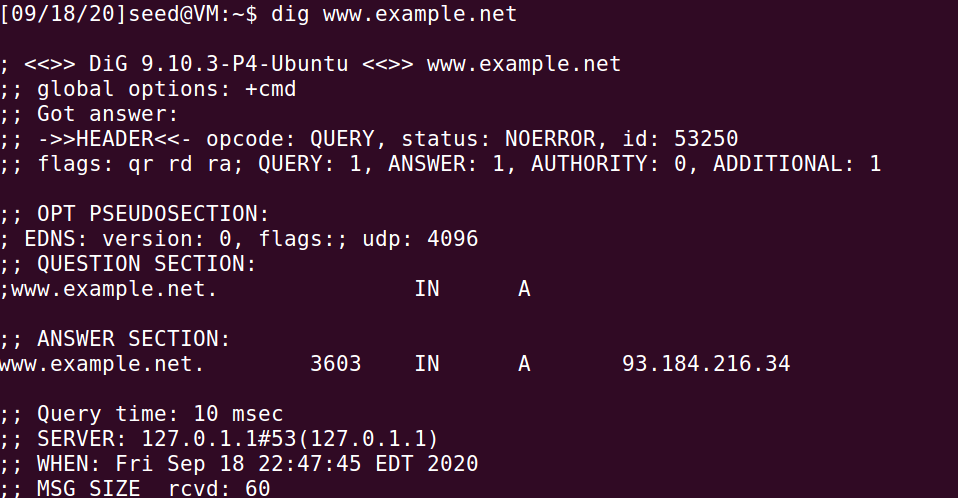 [09/18/20]seed@VM:~$ dig www.example.net
; <<>> DiG 9.10.3-P4-Ubuntu <<>> www.example.net
;; global options: +cmd
;; Got answer:
;; ->>HEADER<<- opcode: QUERY, status: NOERROR, id: 53250
;; flags: qr rd ra; QUERY: 1, ANSWER: 1, AUTHORITY: 0, ADDITIONAL: 1
;; OPT PSEUDOSECTION:
; EDNS: version: 0, flags:; udp: 4096
;; QUESTION SECTION:
;www.example.net. IN A
;; ANSWER SECTION:
www.example.net. 3603 IN A 93.184.216.34
;; Query time: 10 msec
;; SERVER: 127.0.1.1#53(127.0.1.1)
;; WHEN: Fri Sep 18 22:47:45 EDT 2020
;; MSG SIZE rcvd: 60